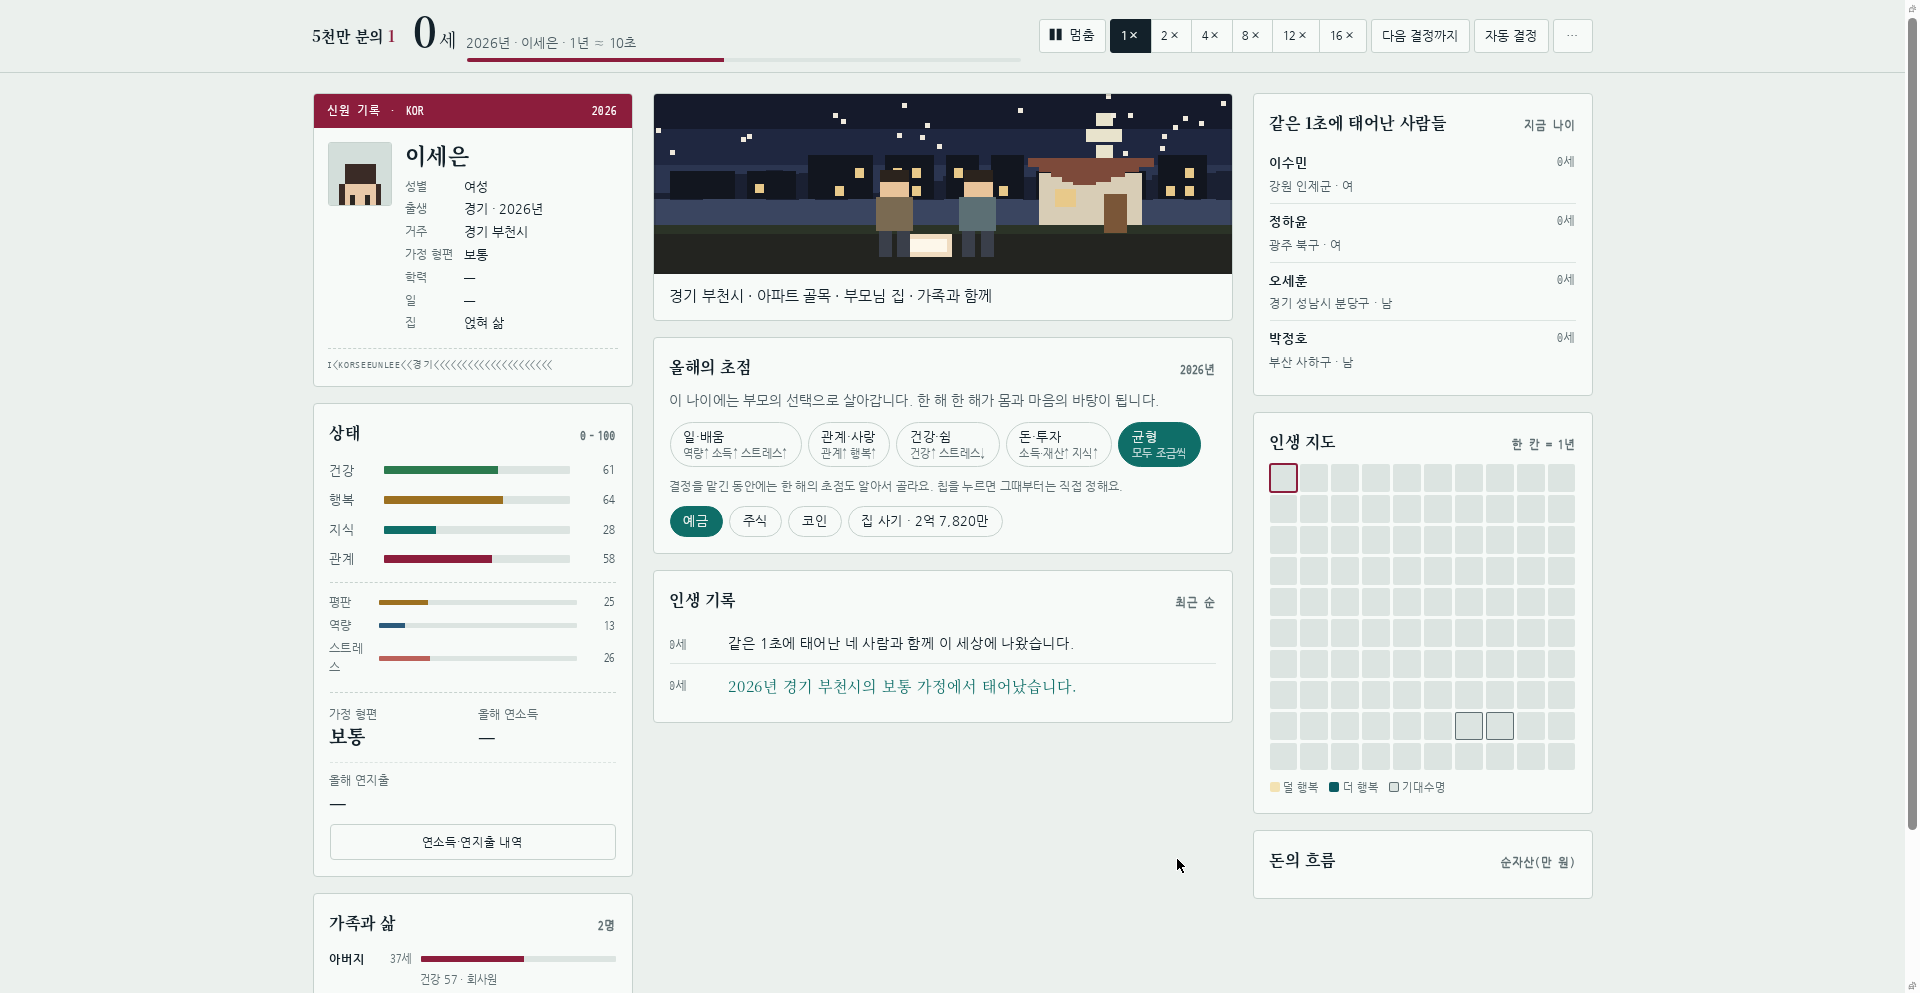 5천만 분의 1
0세
2026년 · 이세은 · 1년 ≈ 10초
멈춤
1×
2×
4×
8×
12×
16×
다음 결정까지
자동 결정
···
신원 기록 · KOR
2026
이세은
성별 여성
출생 경기 · 2026년
거주 경기 부천시
가정 형편 보통
학력 —
일 —
집 얹혀 삶
I<KORSEEUNLEE<<경기<<<<<<<<<<<<<<<<<<<<<<
상태
0–100
건강 61
행복 64
지식 28
관계 58
평판 25
역량 13
스트레스 26
가정 형편
보통
올해 연소득
—
올해 연지출
—
연소득·연지출 내역
가족과 삶
2명
아버지 37세
건강 57 · 회사원
경기 부천시 · 아파트 골목 · 부모님 집 · 가족과 함께
올해의 초점
2026년
이 나이에는 부모의 선택으로 살아갑니다. 한 해 한 해가 몸과 마음의 바탕이 됩니다.
일·배움
역량↑ 소득↑ 스트레스↑
관계·사랑
관계↑ 행복↑
건강·쉼
건강↑ 스트레스↓
돈·투자
소득·재산↑ 지식↑
균형
모두 조금씩
결정을 맡긴 동안에는 한 해의 초점도 알아서 골라요. 칩을 누르면 그때부터는 직접 정해요.
예금
주식
코인
집 사기 · 2억 7,820만
인생 기록
최근 순
0세 같은 1초에 태어난 네 사람과 함께 이 세상에 나왔습니다.
0세 2026년 경기 부천시의 보통 가정에서 태어났습니다.
같은 1초에 태어난 사람들
지금 나이
이수민 0세
강원 인제군 · 여
정하윤 0세
광주 북구 · 여
오세훈 0세
경기 성남시 분당구 · 남
박정호 0세
부산 사하구 · 남
인생 지도
한 칸 = 1년
덜 행복
더 행복
기대수명
돈의 흐름
순자산(만 원)